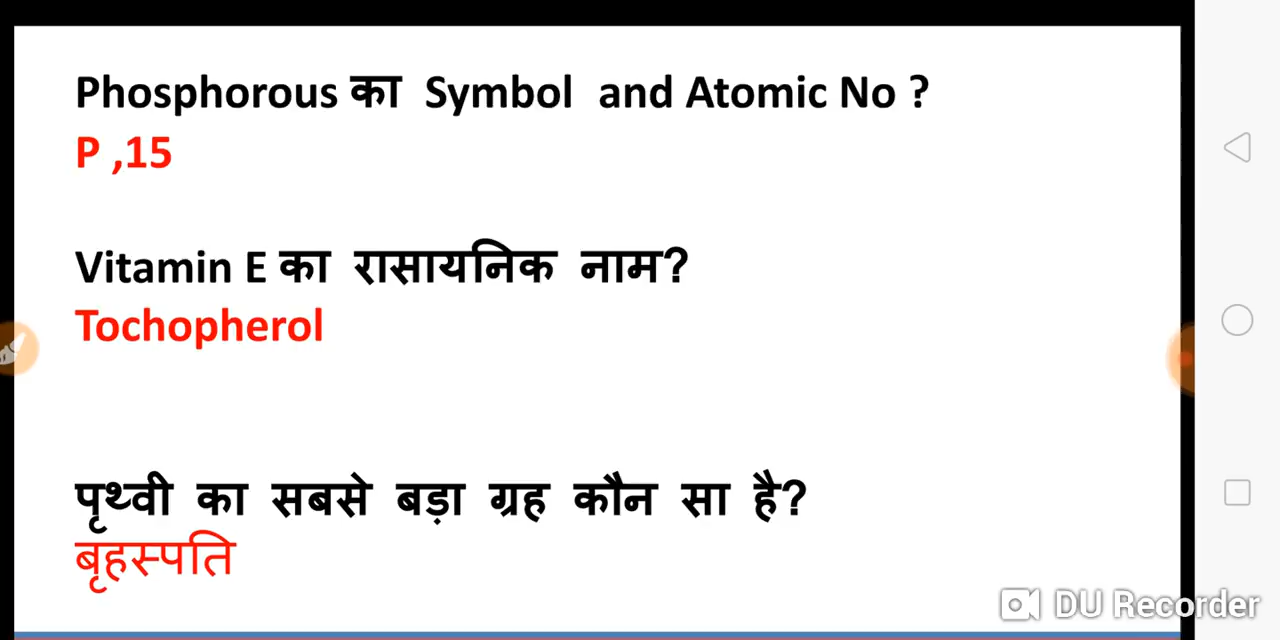 Phosphorous का Symbol and Atomic No ?
P ,15
Vitamin E का रासायनिक नाम?
Tochopherol
पृथ्वी का सबसे बड़ा ग्रह कौन सा है?
बृहस्पति
DU Recorder